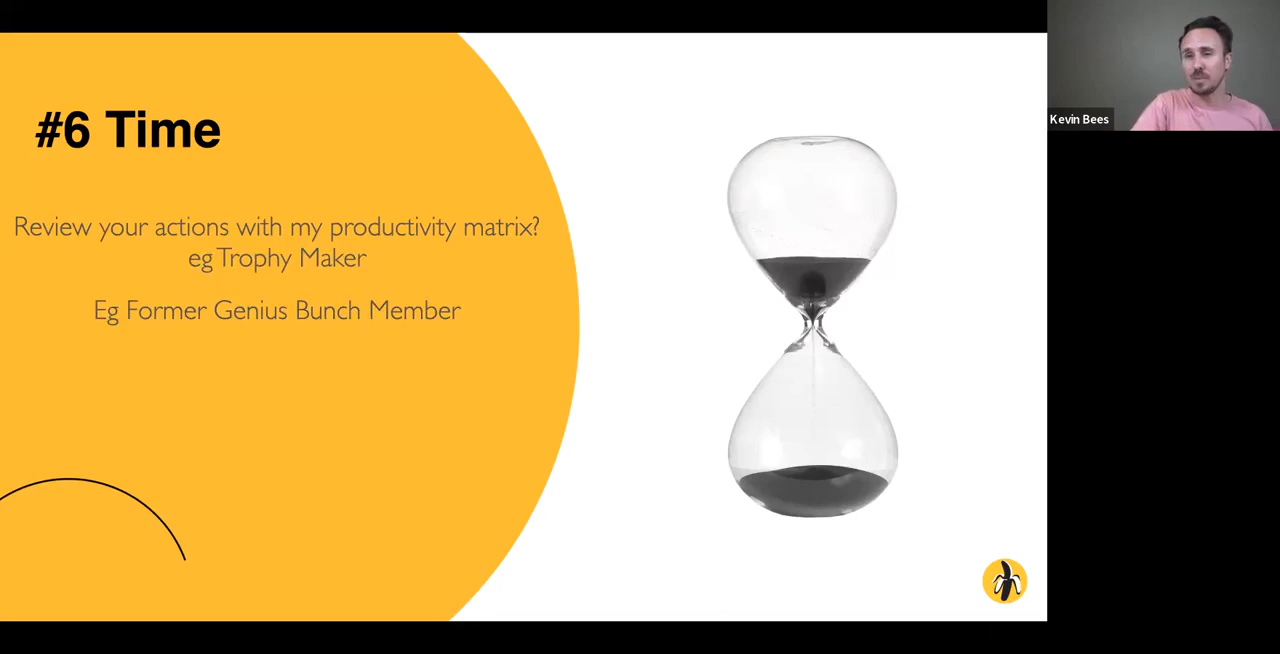 #6 Time
Review your actions with my productivity matrix?
eg Trophy Maker
Eg Former Genius Bunch Member
Kevin Bees